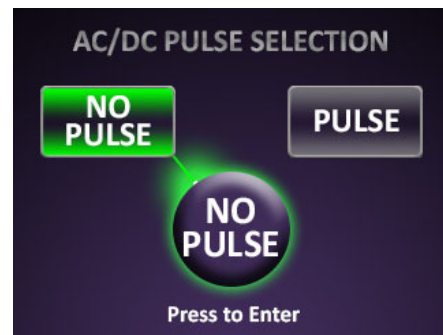 AC/DC PULSE SELECTION
NO
PULSE
PULSE
NO
PULSE
Press to Enter